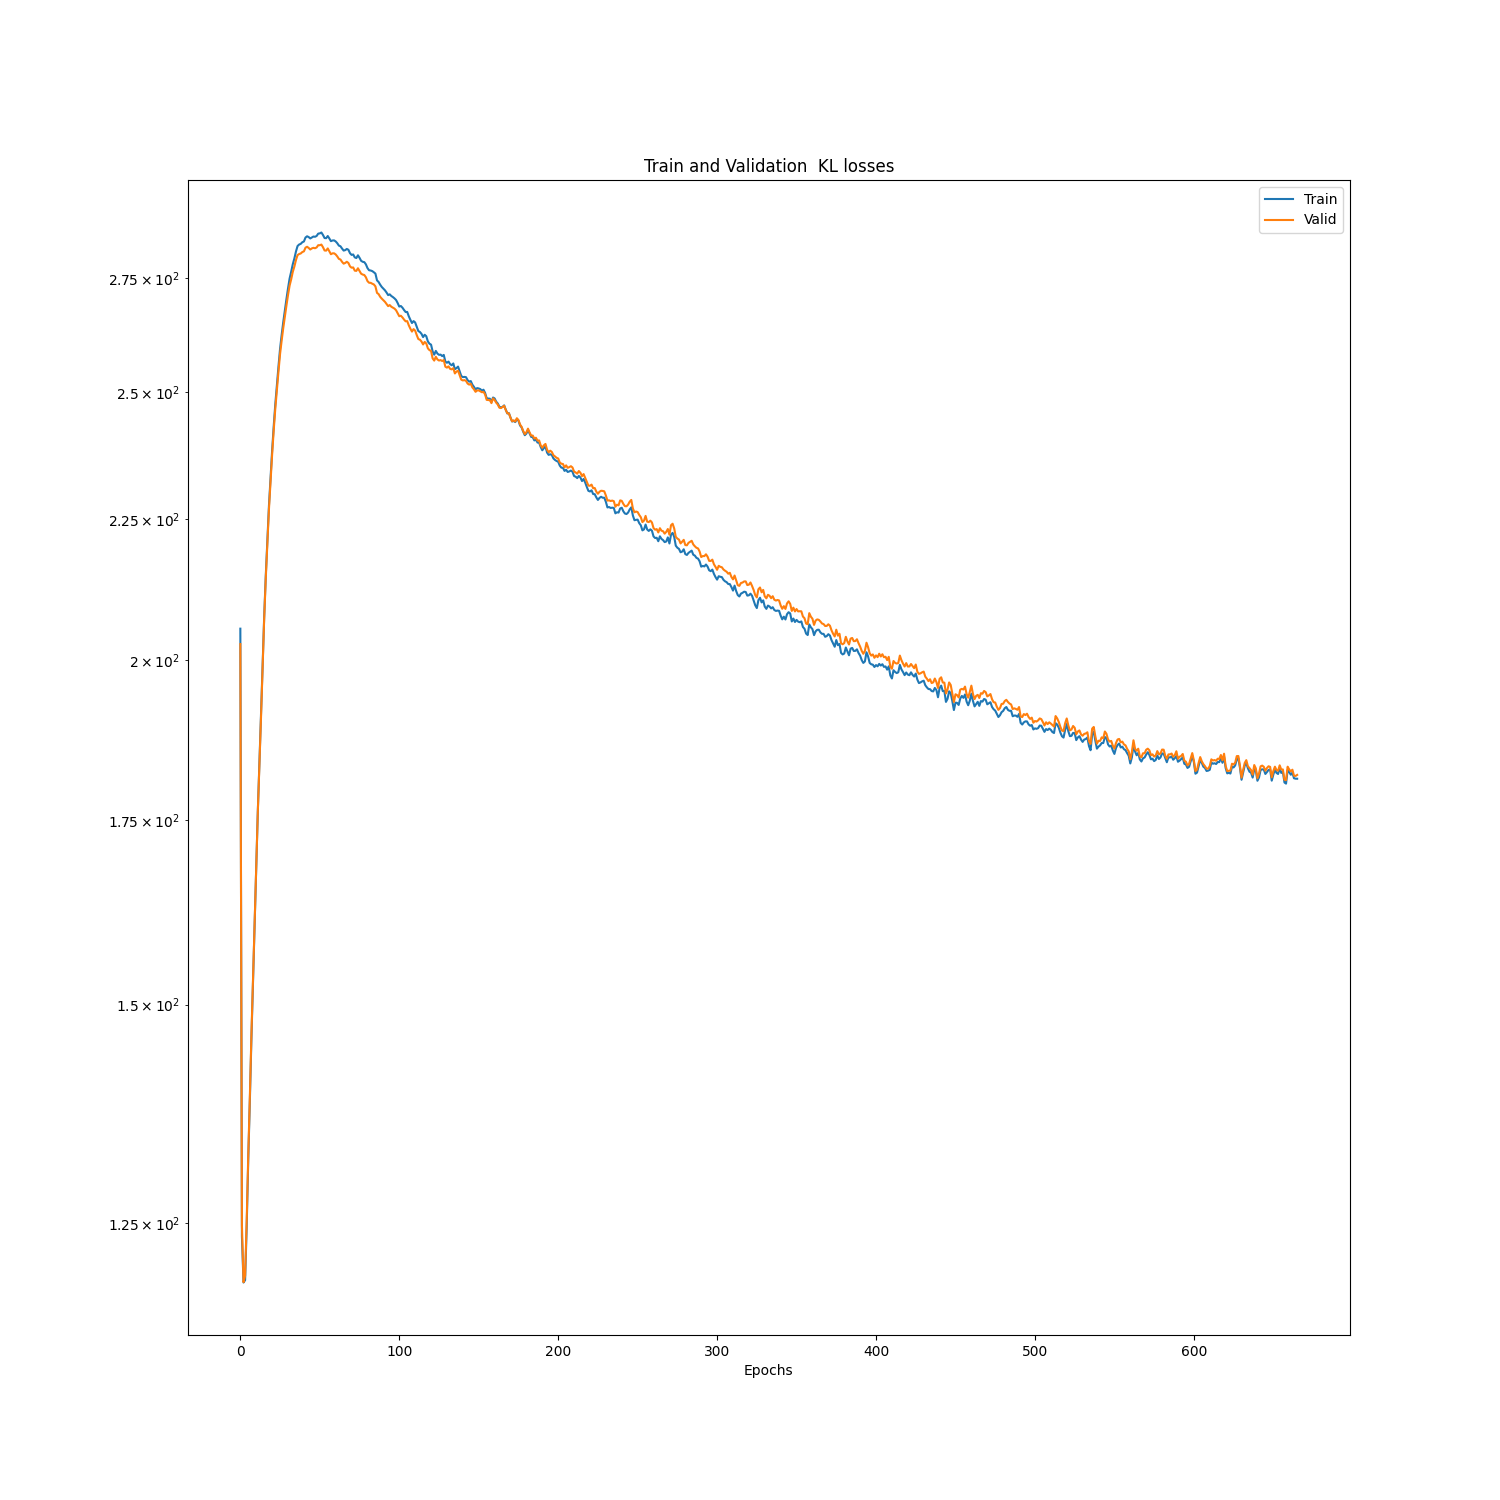 Train and Validation  KL losses
Train
Valid
2.75 × 10²
2.5 × 10²
2.25 × 10²
2 × 10²
1.75 × 10²
1.5 × 10²
1.25 × 10²
0 100 200 300 400 500 600
Epochs